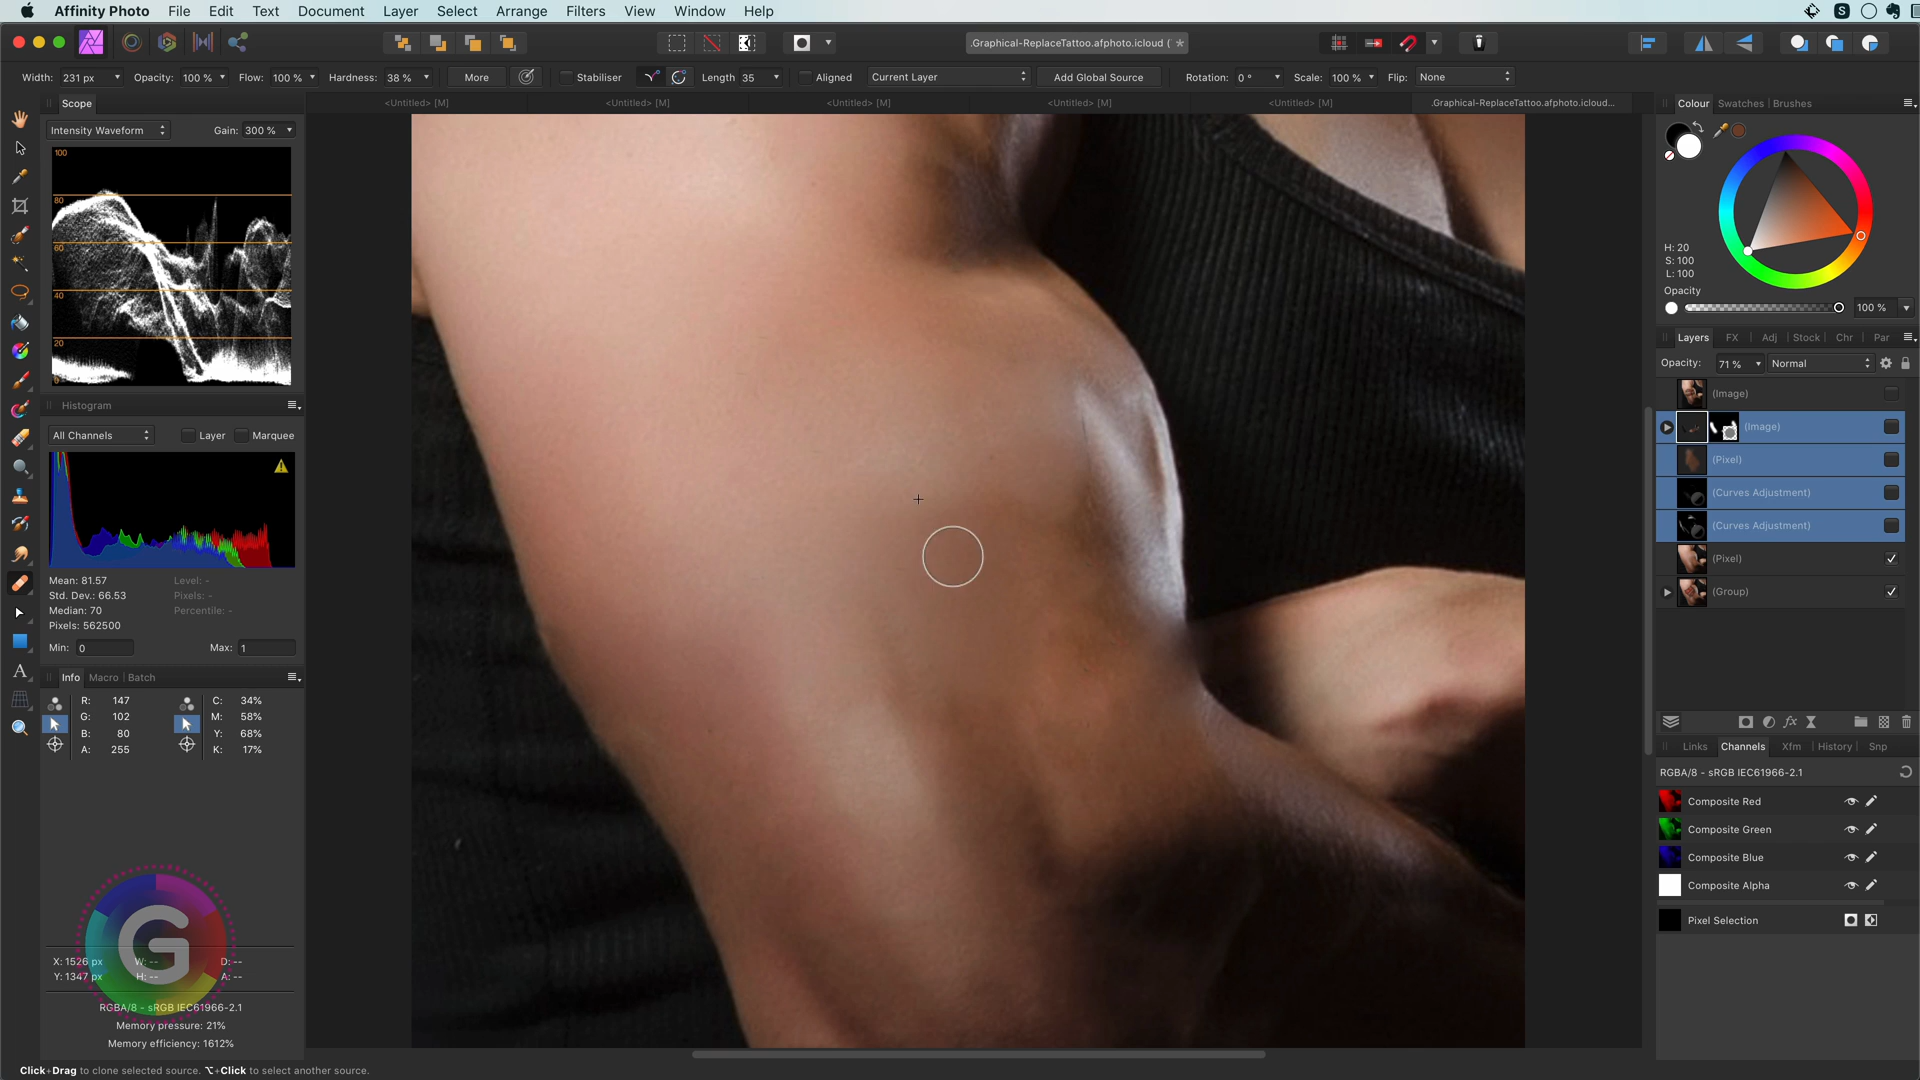 Affinity Photo File Edit Text Document Layer Select Arrange Filters View Window Help
.Graphical-ReplaceTattoo.afphoto.icloud (
Width: 231 px Opacity: 100 % Flow: 100 % Hardness: 38 % More Stabiliser Length 35 Aligned Current Layer Add Global Source Rotation: 0 ° Scale: 100 % Flip: None
<Untitled> [M] <Untitled> [M] <Untitled> [M] <Untitled> [M] <Untitled> [M] .Graphical-ReplaceTattoo.afphoto.icloud...
Scope
Intensity Waveform Gain: 300 %
100
80
60
40
20
0
Histogram
All Channels Layer Marquee
Mean: 81.57 Level: -
Std. Dev.: 66.53 Pixels: -
Median: 70 Percentile: -
Pixels: 562500
Min: 0 Max: 1
Info Macro Batch
R: 147 C: 34%
G: 102 M: 58%
B: 80 Y: 68%
A: 255 K: 17%
G
X: 1526 px W: -- D: --
Y: 1347 px H: -- A: --
RGBA/8 - sRGB IEC61966-2.1
Memory pressure: 21%
Memory efficiency: 1612%
Click+Drag to clone selected source. ⌥+Click to select another source.
Colour Swatches Brushes
H: 20
S: 100
L: 100
Opacity
100 %
Layers FX Adj Stock Chr Par
Opacity: 71 % Normal
(Image)
(Image)
(Pixel)
(Curves Adjustment)
(Curves Adjustment)
(Pixel)
(Group)
Links Channels Xfm History Snp
RGBA/8 - sRGB IEC61966-2.1
Composite Red
Composite Green
Composite Blue
Composite Alpha
Pixel Selection